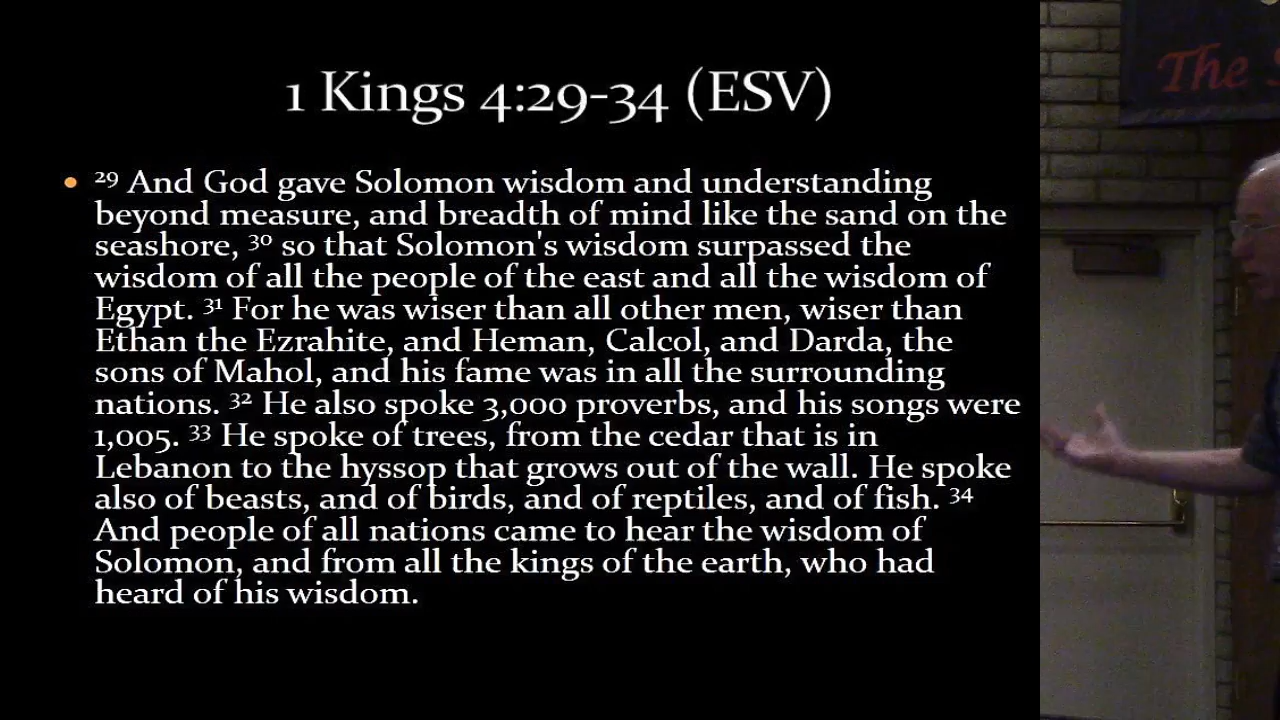 1 Kings 4:29-34 (ESV)
• 29 And God gave Solomon wisdom and understanding
beyond measure, and breadth of mind like the sand on the
seashore, 30 so that Solomon's wisdom surpassed the
wisdom of all the people of the east and all the wisdom of
Egypt. 31 For he was wiser than all other men, wiser than
Ethan the Ezrahite, and Heman, Calcol, and Darda, the
sons of Mahol, and his fame was in all the surrounding
nations. 32 He also spoke 3,000 proverbs, and his songs were
1,005. 33 He spoke of trees, from the cedar that is in
Lebanon to the hyssop that grows out of the wall. He spoke
also of beasts, and of birds, and of reptiles, and of fish. 34
And people of all nations came to hear the wisdom of
Solomon, and from all the kings of the earth, who had
heard of his wisdom.
The